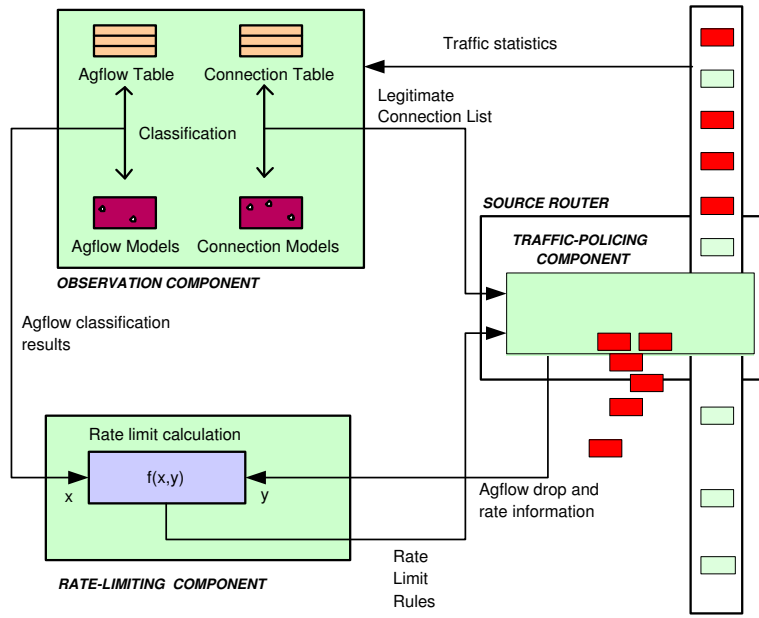 Traffic statistics
Agflow Table
Connection Table
Legitimate
Connection List
Classification
Agflow Models
Connection Models
SOURCE ROUTER
TRAFFIC-POLICING
COMPONENT
OBSERVATION COMPONENT
Agflow classification
results
Rate limit calculation
f(x,y)
x
y
Agflow drop and
rate information
Rate
Limit
Rules
RATE-LIMITING COMPONENT